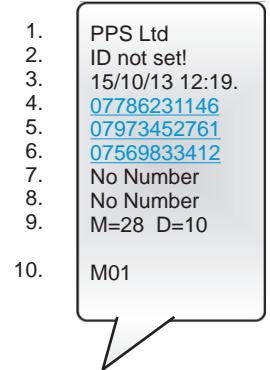 1. PPS Ltd
2. ID not set!
3. 15/10/13 12:19.
4. 07786231146
5. 07973452761
6. 07569833412
7. No Number
8. No Number
9. M=28 D=10
10. M01